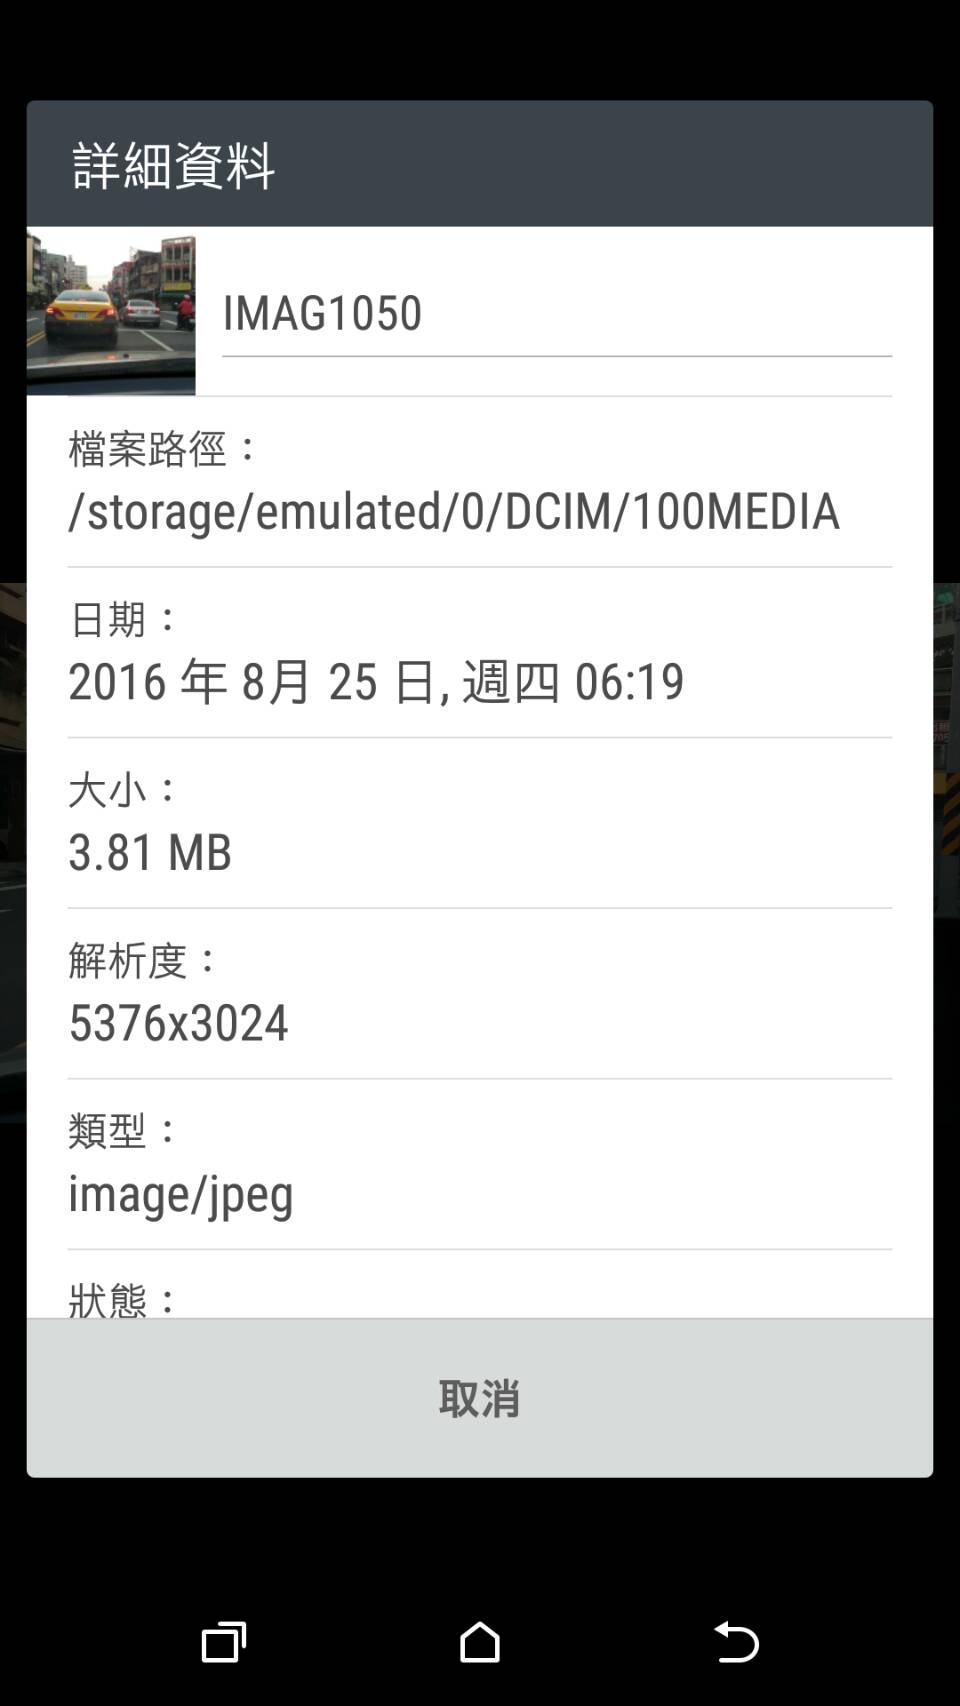 詳細資料
IMAG1050
檔案路徑：
/storage/emulated/0/DCIM/100MEDIA
日期：
2016 年 8月 25 日, 週四 06:19
大小：
3.81 MB
解析度：
5376x3024
類型：
image/jpeg
狀態：
取消